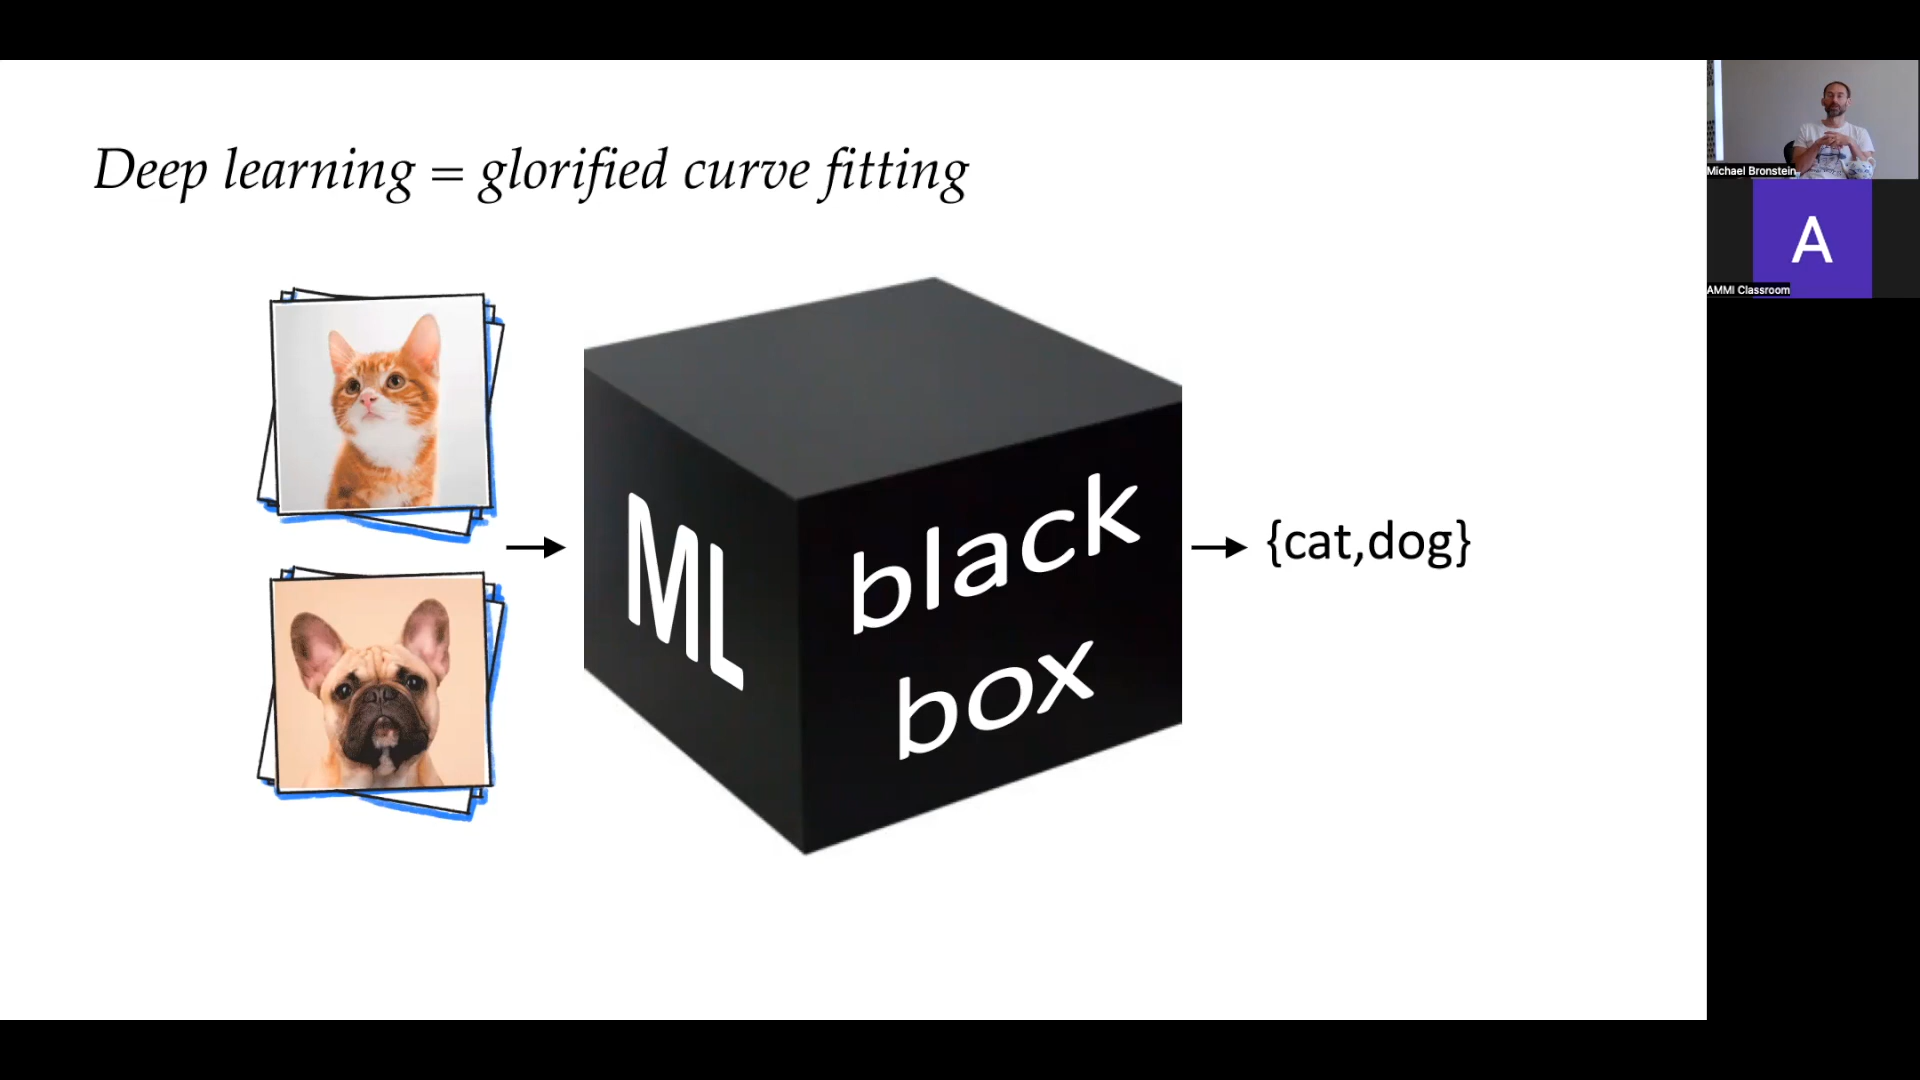 Deep learning = glorified curve fitting
ML
black
box
{cat,dog}
Michael Bronstein
A
AMMI Classroom